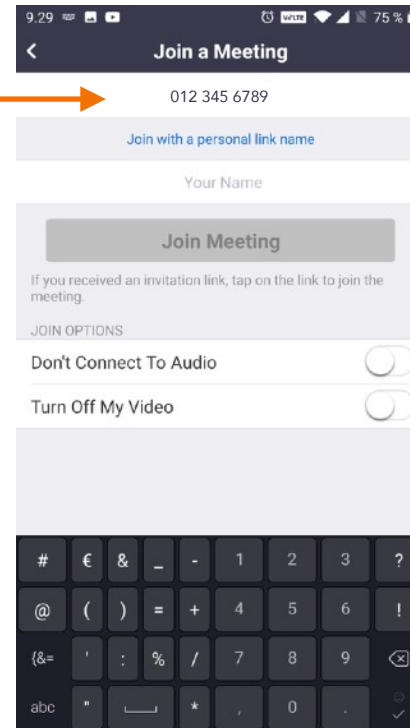 9.29 VoLTE 75 %
Join a Meeting
012 345 6789
Join with a personal link name
Your Name
Join Meeting
If you received an invitation link, tap on the link to join the
meeting.
JOIN OPTIONS
Don't Connect To Audio
Turn Off My Video
# € & _ - 1 2 3 ?
@ ( ) = + 4 5 6 !
{&= ' : % / 7 8 9
abc " * , 0 .